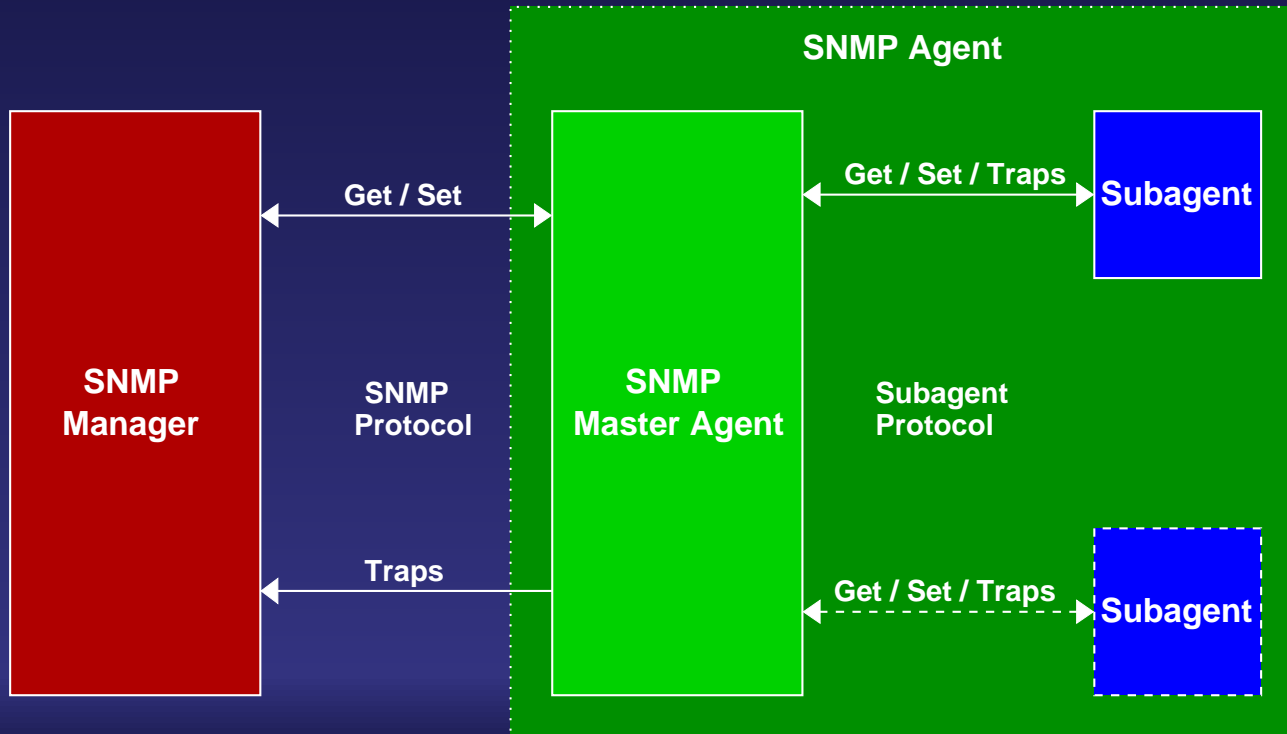 SNMP Agent
Get / Set
Get / Set / Traps
Subagent
SNMP
Manager
SNMP
Protocol
SNMP
Master Agent
Subagent
Protocol
Traps
Get / Set / Traps
Subagent